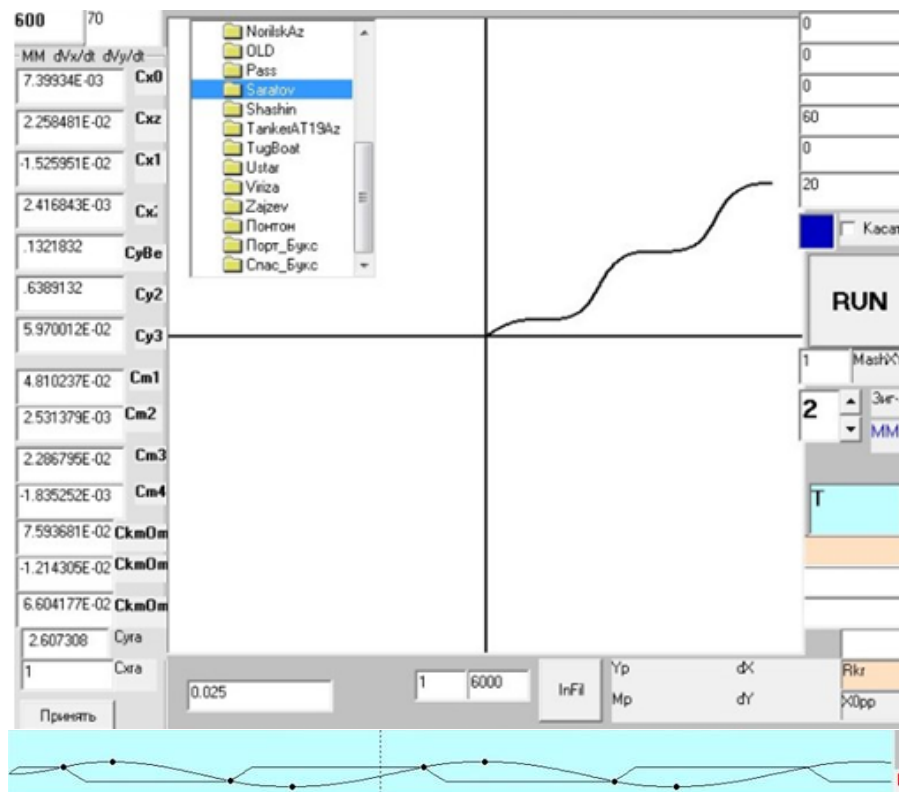 600
70
MM dVx/dt dVy/dt
7.39934E-03 Cx0
2.258481E-02 Cxz
-1.525951E-02 Cx1
2.416843E-03
.1321832 CyBe
.6389132 Cy2
5.970012E-02 Cy3
4.810237E-02 Cm1
2.531379E-03 Cm2
2.286795E-02 Cm3
-1.835252E-03 Cm4
7.593681E-02 CkmOm
-1.214305E-02 CkmOm
6.604177E-02 CkmOm
2.607308
1
Принять
NorilskAz
OLD
Pass
Saratov
Shashin
TankerAT19Az
TugBoat
Ustar
Viriza
Zajzev
Понтон
Порт_Букс
Спас_Букс
0.025
1
6000
InFil
Yp dX
Mp dY
0
0
0
60
0
20
Касат
RUN
1
2
Зиг-
MM
T
Rkr
X0pp